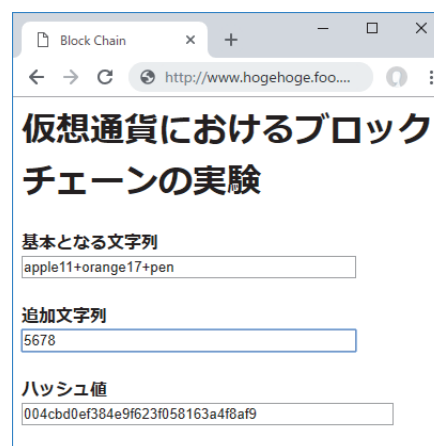 Block Chain
http://www.hogehoge.foo....
仮想通貨におけるブロック
チェーンの実験
基本となる文字列
apple11+orange17+pen
追加文字列
5678
ハッシュ値
004cbd0ef384e9f623f058163a4f8af9